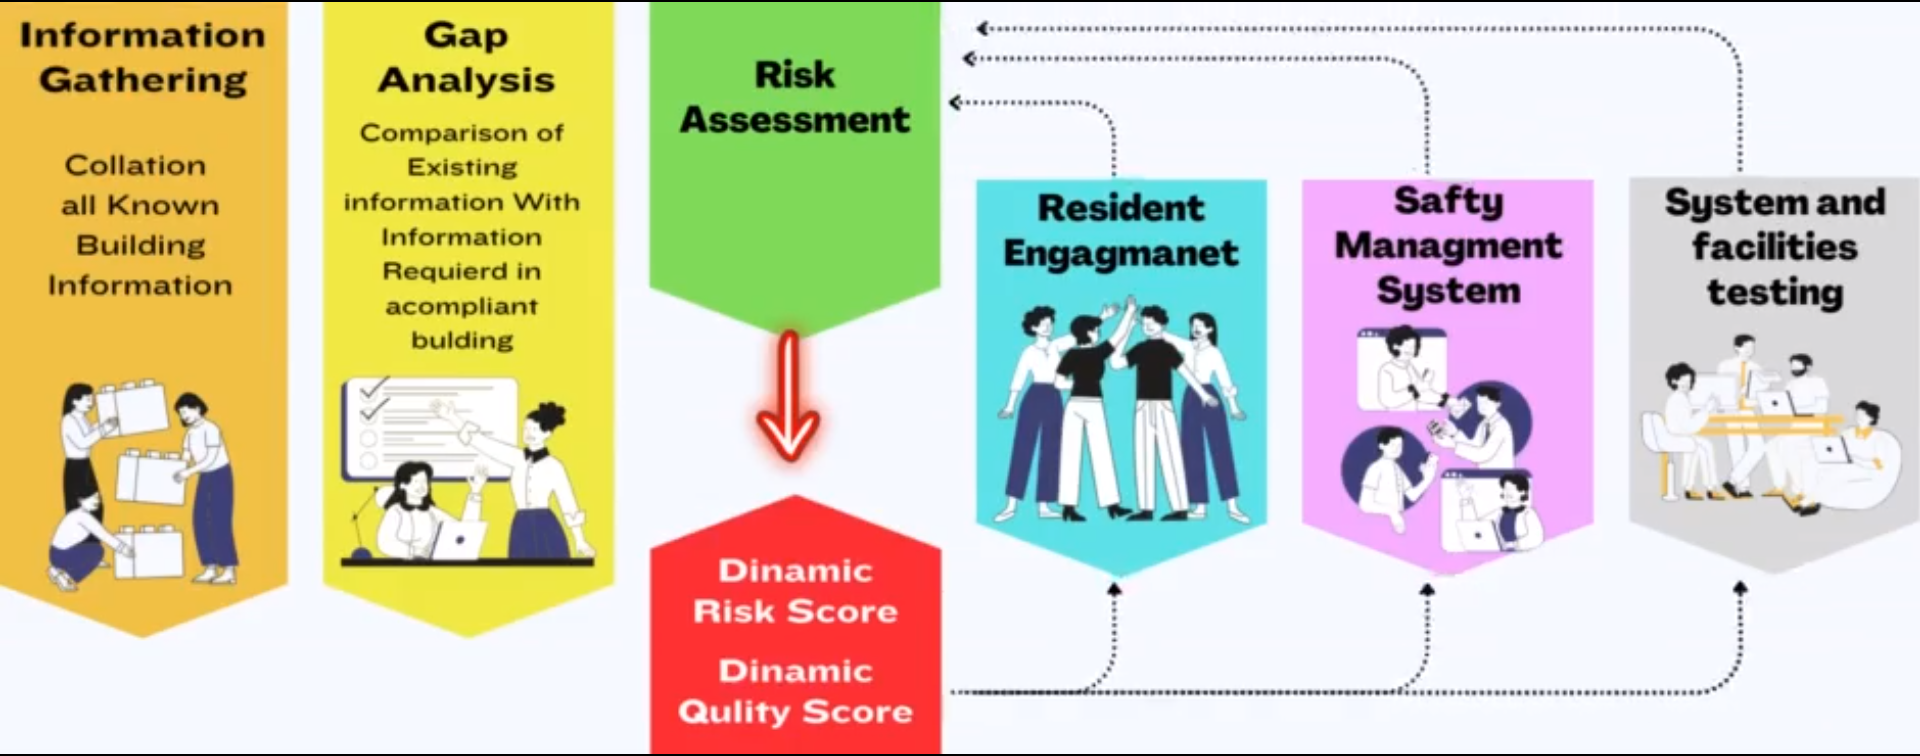 Information
Gathering
Collation
all Known
Building
Information
Gap
Analysis
Comparison of
Existing
information With
Information
Requierd in
acompliant
bulding
Risk
Assessment
Dinamic
Risk Score
Dinamic
Qulity Score
Resident
Engagmanet
Safty
Managment
System
System and
facilities
testing